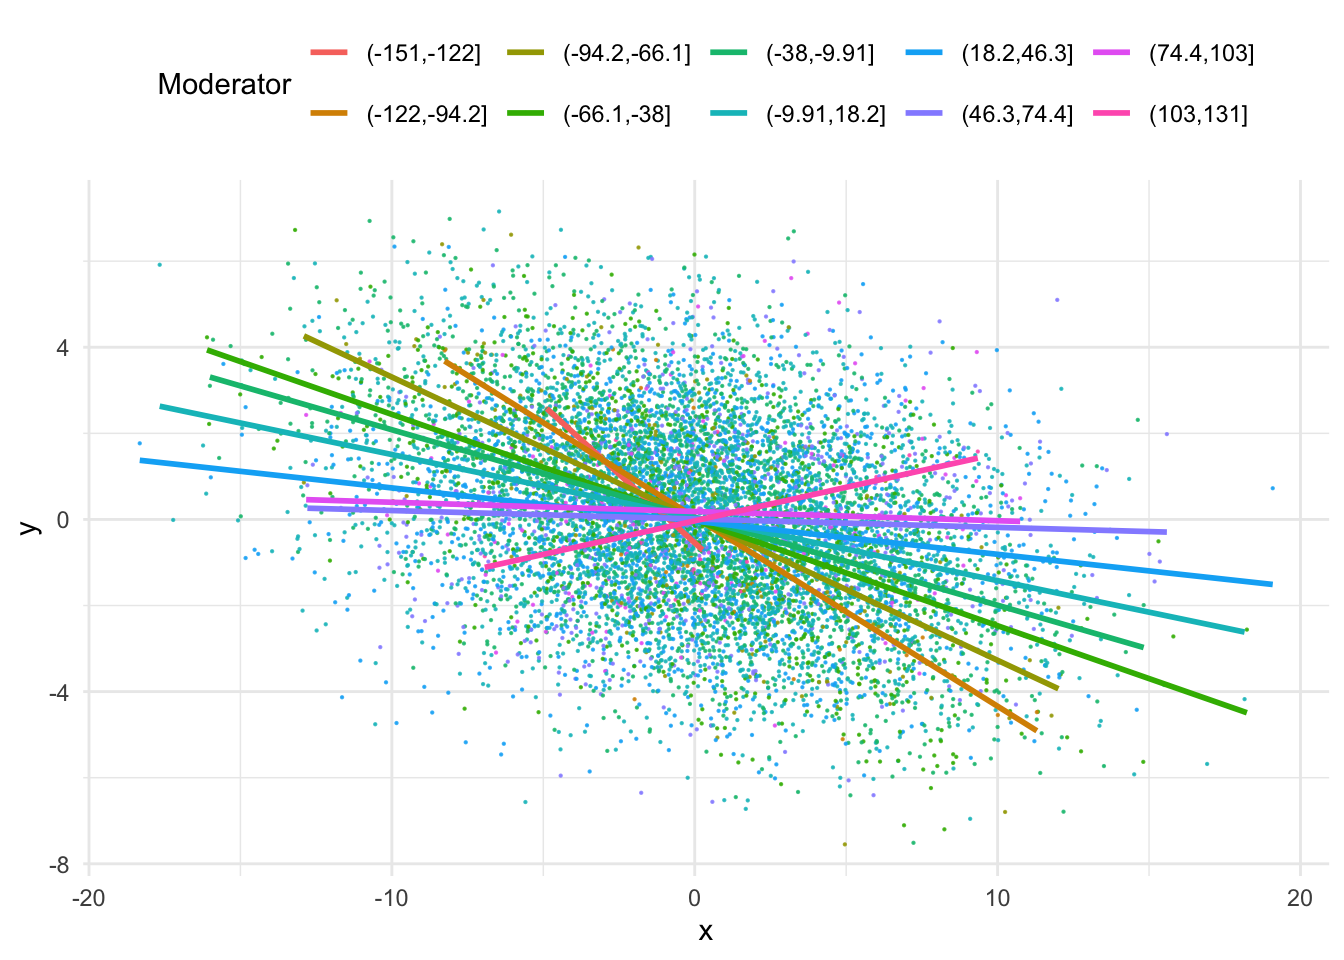 (-151,-122] (-94.2,-66.1] (-38,-9.91] (18.2,46.3] (74.4,103]
Moderator
(-122,-94.2] (-66.1,-38] (-9.91,18.2] (46.3,74.4] (103,131]
4
0
-4
-8
y
-20 -10 0 10 20
x